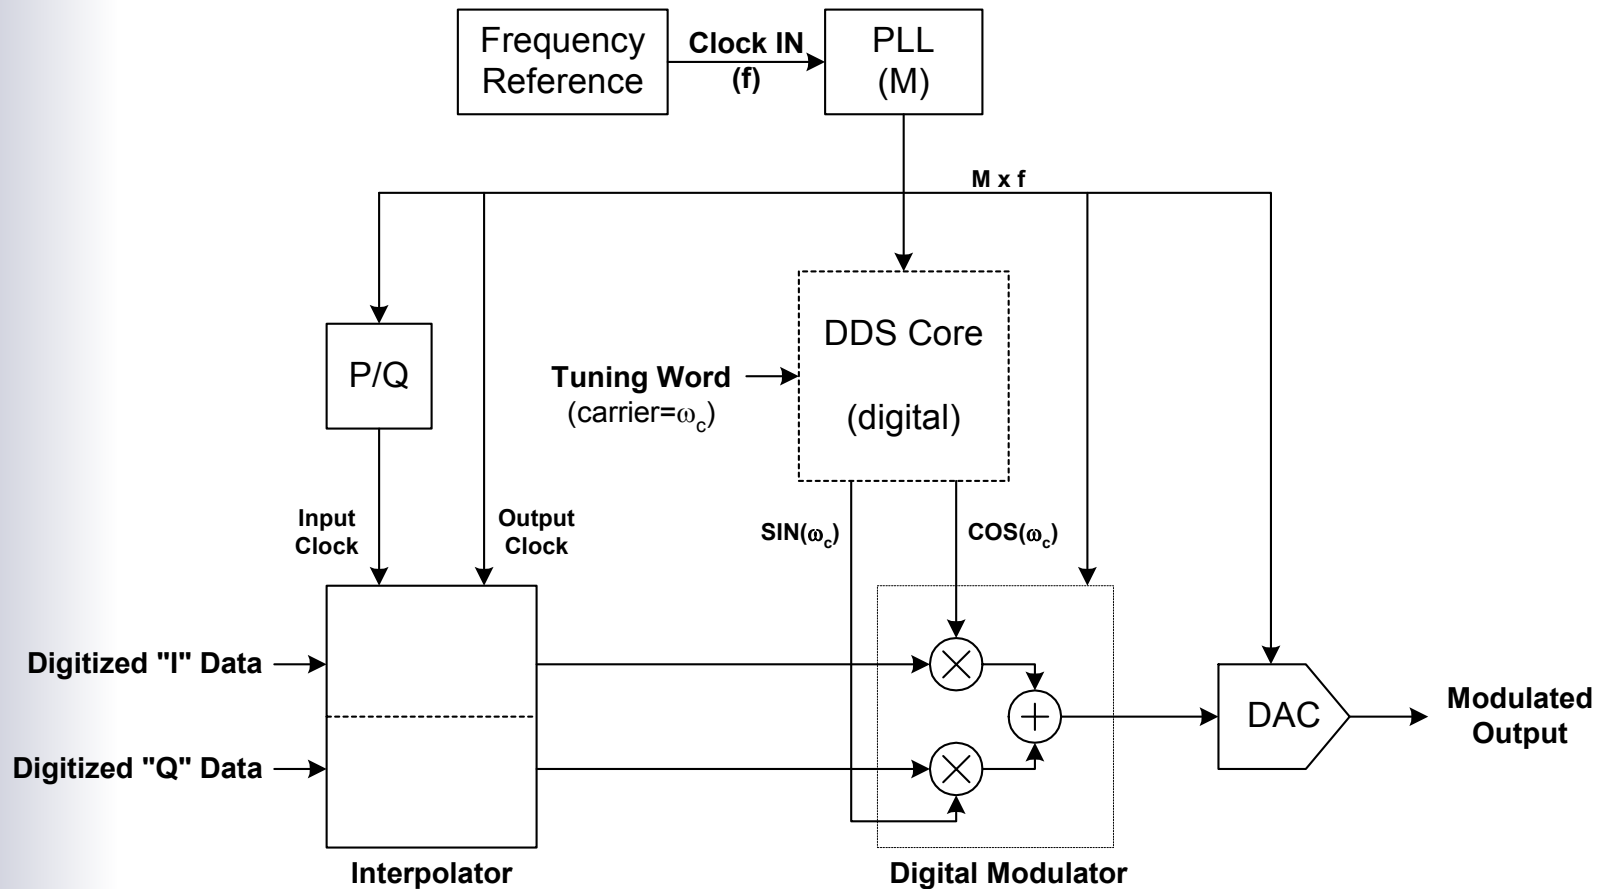 Frequency
Reference
Clock IN
(f)
PLL
(M)
M x f
P/Q
DDS Core
(digital)
Tuning Word
(carrier=ωc)
Input
Clock
Output
Clock
SIN(ωc)
COS(ωc)
Digitized "I" Data
Digitized "Q" Data
DAC
Modulated
Output
Interpolator
Digital Modulator